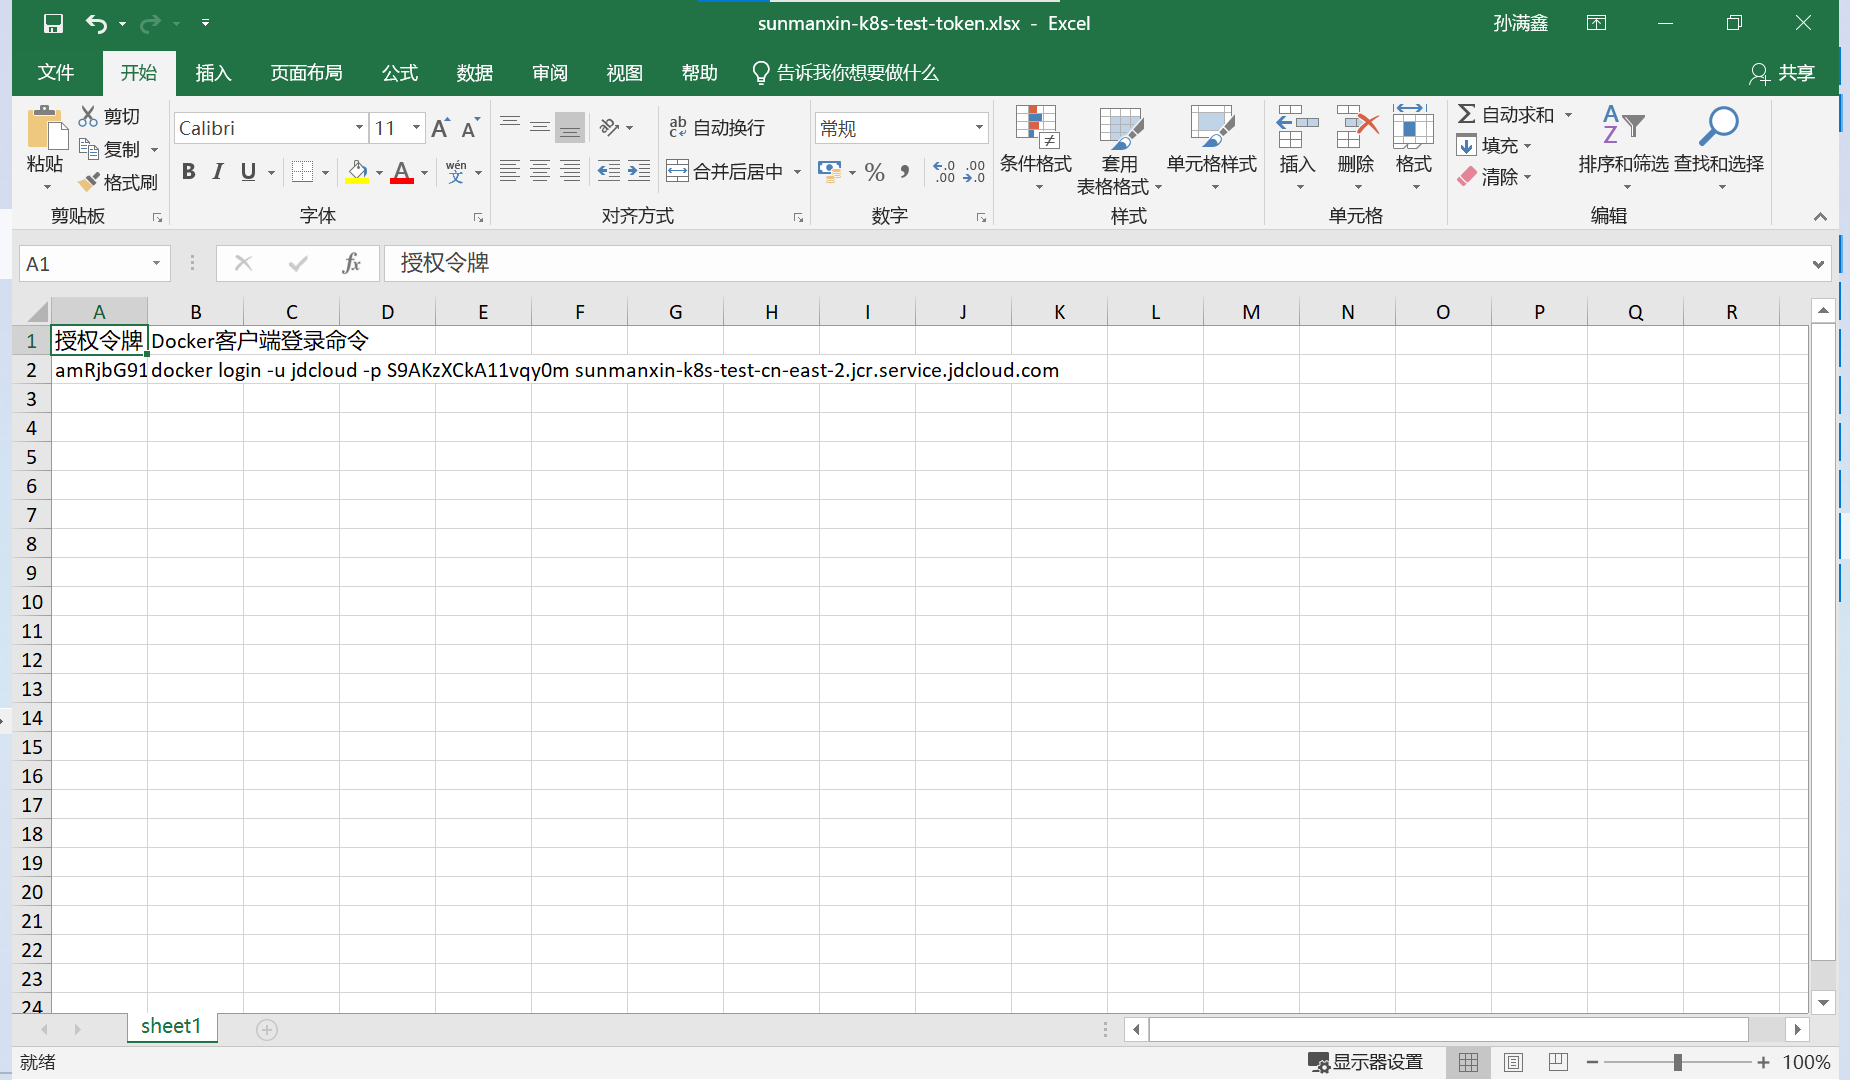 sunmanxin-k8s-test-token.xlsx - Excel
孙满鑫
文件 开始 插入 页面布局 公式 数据 审阅 视图 帮助 告诉我你想要做什么 共享
粘贴
剪切
复制
格式刷
剪贴板
Calibri 11
B I U A wén 文
字体
ab 自动换行
合并后居中
对齐方式
常规
% , .00 .0
数字
条件格式
套用
表格格式
单元格样式
样式
插入 删除 格式
单元格
Σ 自动求和
填充
清除
排序和筛选 查找和选择
编辑
A1 fx 授权令牌
A B C D E F G H I J K L M N O P Q R
1 授权令牌 Docker客户端登录命令
2 amRjbG91 docker login -u jdcloud -p S9AKzXCkA11vqy0m sunmanxin-k8s-test-cn-east-2.jcr.service.jdcloud.com
3
4
5
6
7
8
9
10
11
12
13
14
15
16
17
18
19
20
21
22
23
24
sheet1
就绪 显示器设置 100%